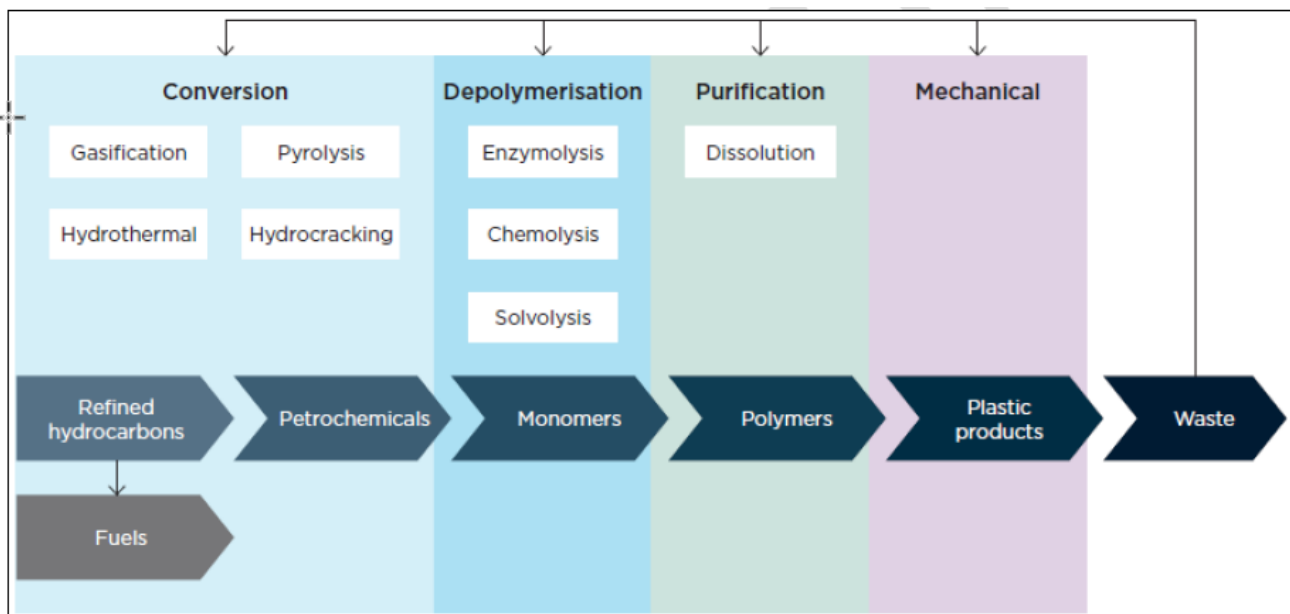 Conversion
Depolymerisation
Purification
Mechanical
Gasification
Pyrolysis
Enzymolysis
Dissolution
Hydrothermal
Hydrocracking
Chemolysis
Solvolysis
Refined
hydrocarbons
Petrochemicals
Monomers
Polymers
Plastic
products
Waste
Fuels